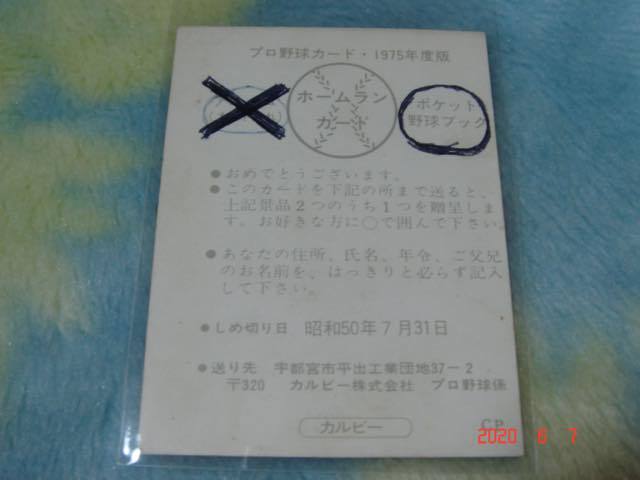 プロ野球カード・1975年度版
ホームラン
カード
ポケット
野球ブック
●おめでとうございます。
●このカードを下記の所まで送ると、
上記景品2つのうち1つを贈呈しま
す。お好きな方に○で囲んで下さい。
●あなたの住所、氏名、年令、ご父兄
のお名前を、はっきりと必らず記入
して下さい。
●しめ切り日 昭和50年7月31日
●送り先 宇都宮市平出工業団地37-2
〒320 カルビー株式会社 プロ野球係
カルビー
CP
2020 6 7